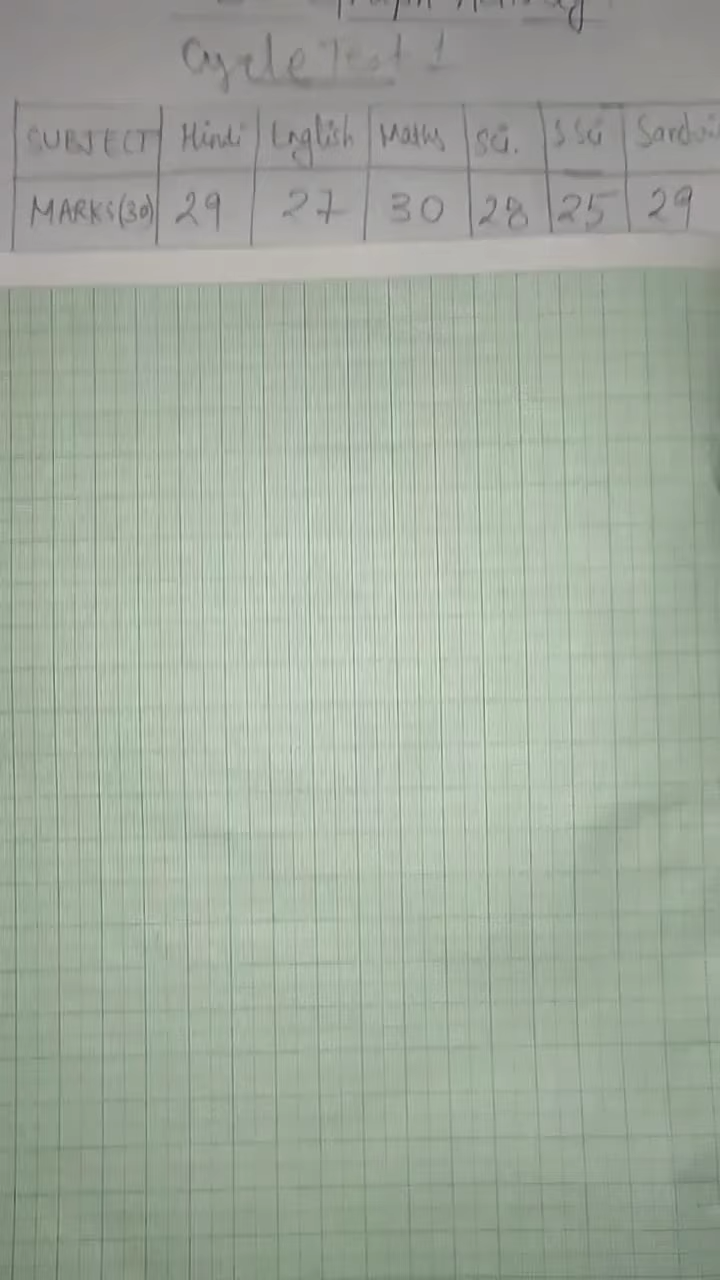 Cycle Test 1
SUBJECT Hindi English Maths Sci. S Sci
MARKS(30) 29 27 30 28 25 29